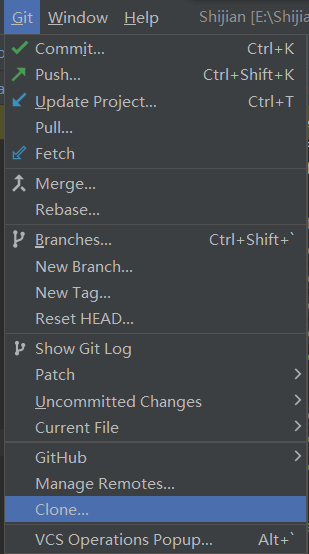 Git Window Help Shijian [E:\Shijia
Commit... Ctrl+K
Push... Ctrl+Shift+K
Update Project... Ctrl+T
Pull...
Fetch
Merge...
Rebase...
Branches... Ctrl+Shift+`
New Branch...
New Tag...
Reset HEAD...
Show Git Log
Patch
Uncommitted Changes
Current File
GitHub
Manage Remotes...
Clone...
VCS Operations Popup... Alt+`